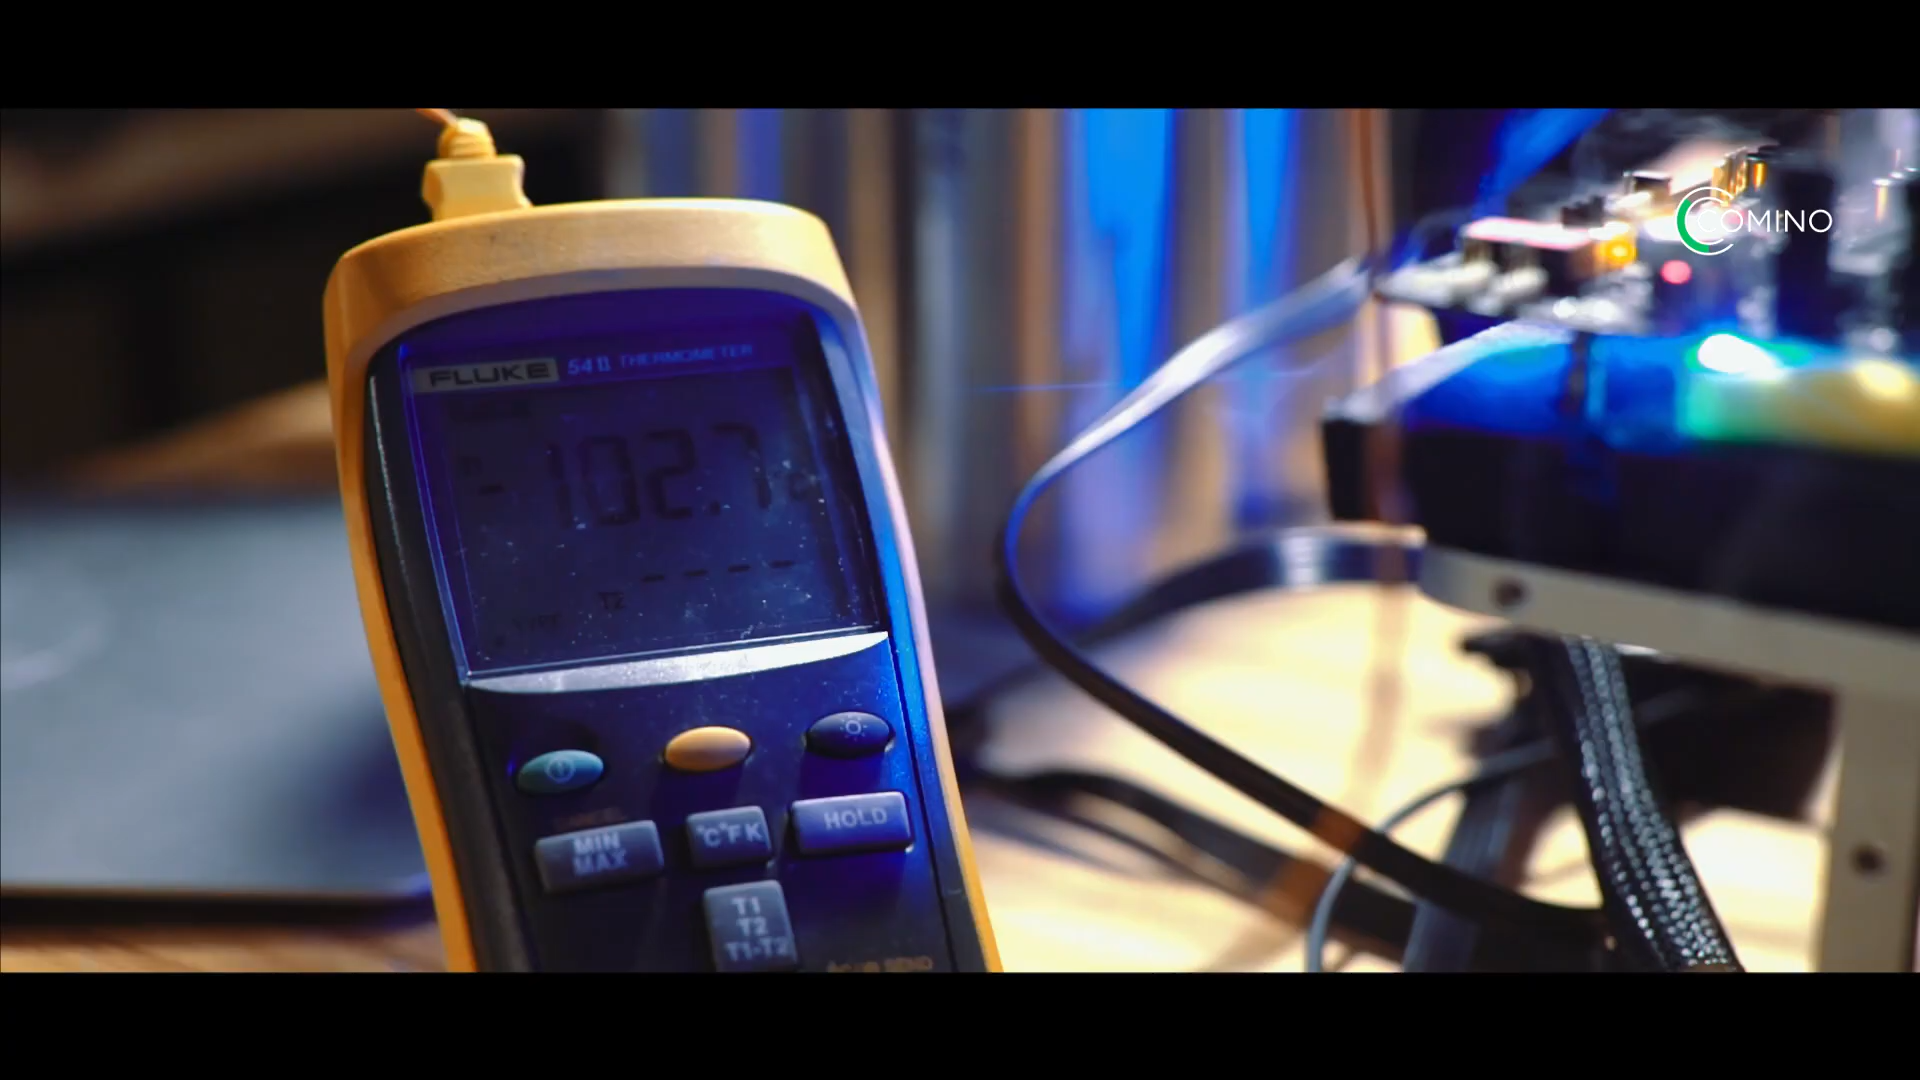 COMINO
FLUKE 54 II THERMOMETER
-102.7
T2 ----
MIN
MAX
°C°F K
HOLD
T1
T2
T1-T2